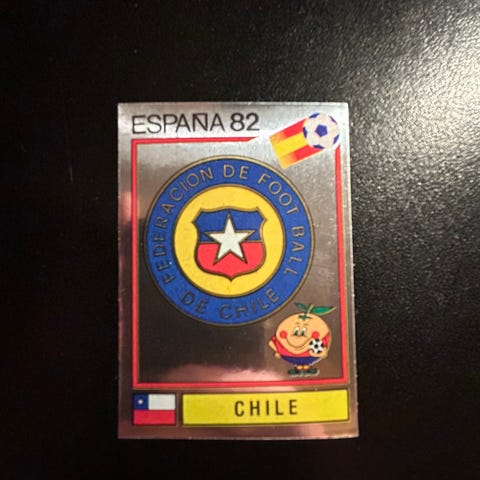 ESPAÑA 82
FEDERACION DE FOOT BALL
DE CHILE
CHILE